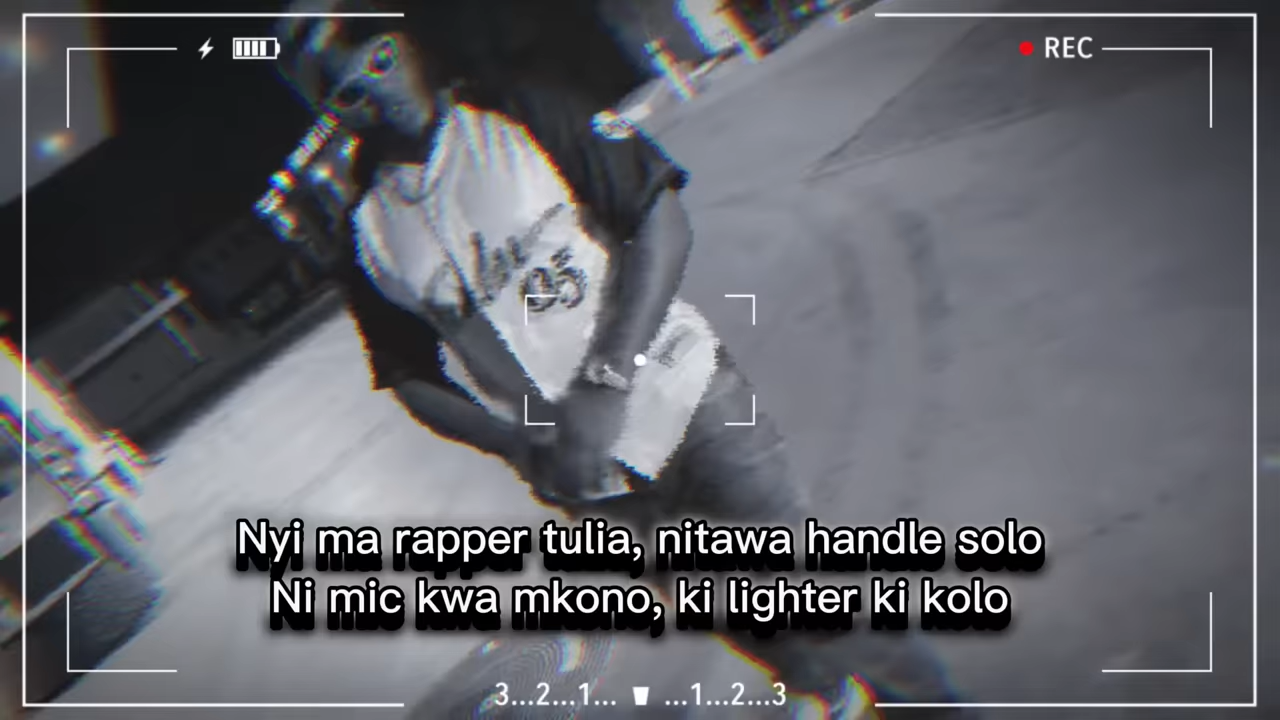 REC
05
Nyi ma rapper tulia, nitawa handle solo
Ni mic kwa mkono, ki lighter ki kolo
3...2...1... ...1...2...3